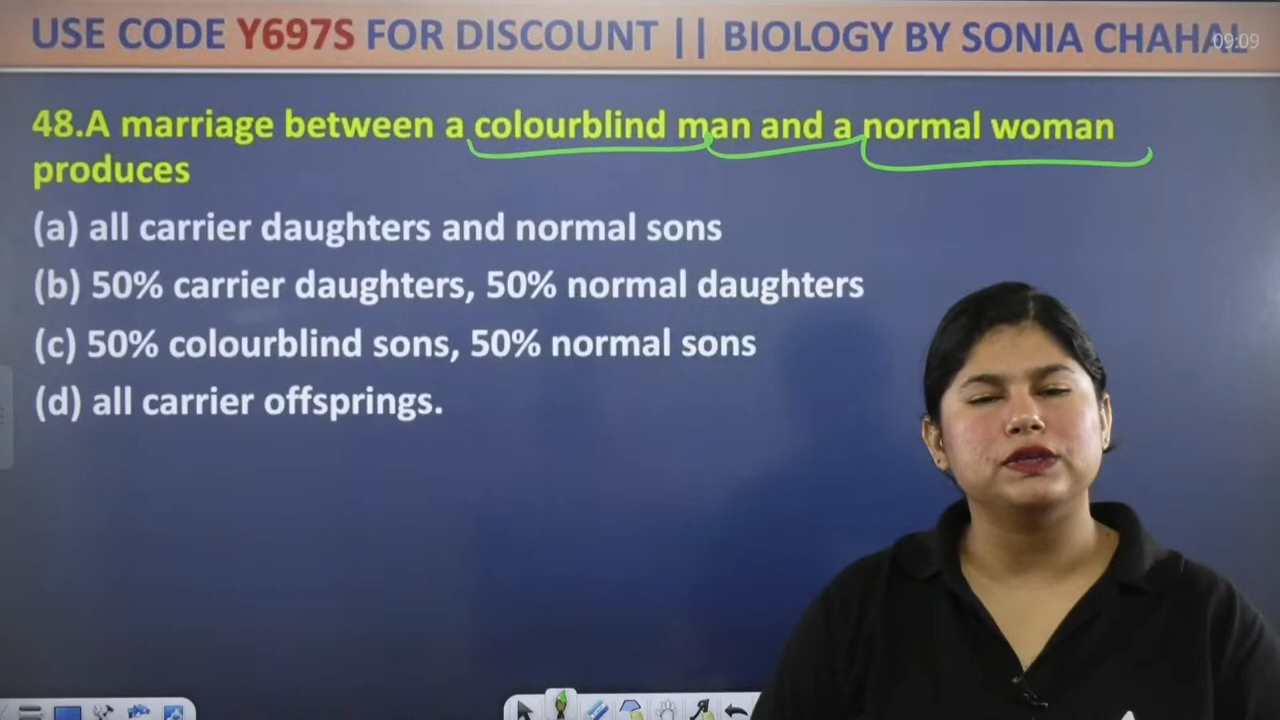 USE CODE Y697S FOR DISCOUNT || BIOLOGY BY SONIA CHAHAL
09:09
48.A marriage between a colourblind man and a normal woman
produces
(a) all carrier daughters and normal sons
(b) 50% carrier daughters, 50% normal daughters
(c) 50% colourblind sons, 50% normal sons
(d) all carrier offsprings.